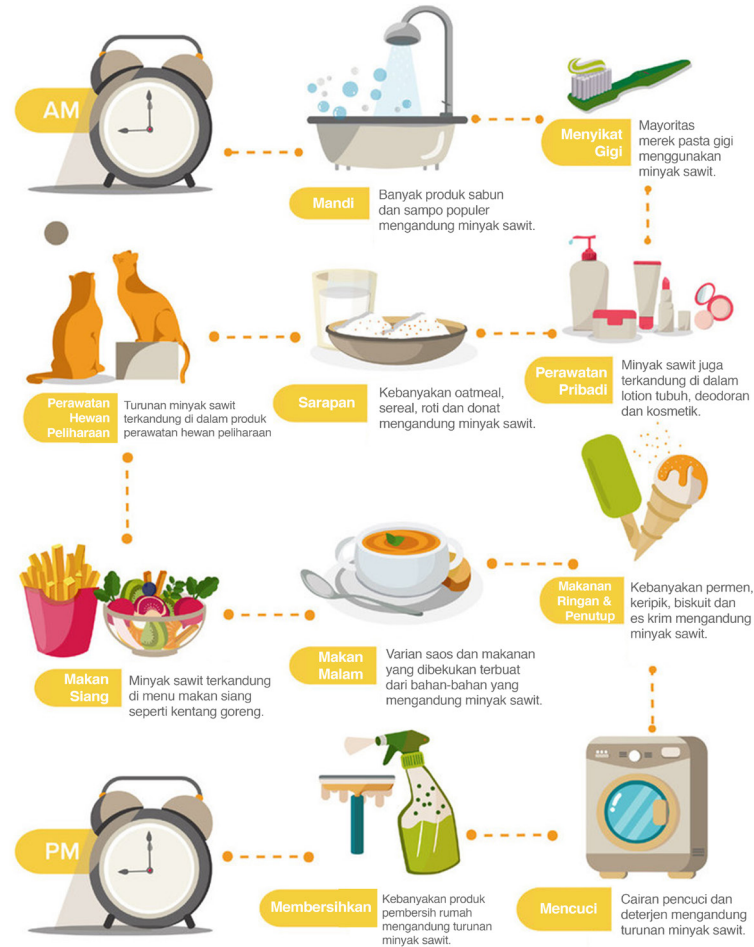 AM
Mandi
Banyak produk sabun
dan sampo populer
mengandung minyak sawit.
Menyikat
Gigi
Mayoritas
merek pasta gigi
menggunakan
minyak sawit.
Perawatan
Pribadi
Minyak sawit juga
terkandung di dalam
lotion tubuh, deodoran
dan kosmetik.
Sarapan
Kebanyakan oatmeal,
sereal, roti dan donat
mengandung minyak sawit.
Perawatan
Hewan
Peliharaan
Turunan minyak sawit
terkandung di dalam produk
perawatan hewan peliharaan
Makan
Siang
Minyak sawit terkandung
di menu makan siang
seperti kentang goreng.
Makan
Malam
Varian saos dan makanan
yang dibekukan terbuat
dari bahan-bahan yang
mengandung minyak sawit.
Makanan
Ringan &
Penutup
Kebanyakan permen,
keripik, biskuit dan
es krim mengandung
minyak sawit.
Mencuci
Cairan pencuci dan
deterjen mengandung
turunan minyak sawit.
Membersihkan
Kebanyakan produk
pembersih rumah
mengandung turunan
minyak sawit.
PM